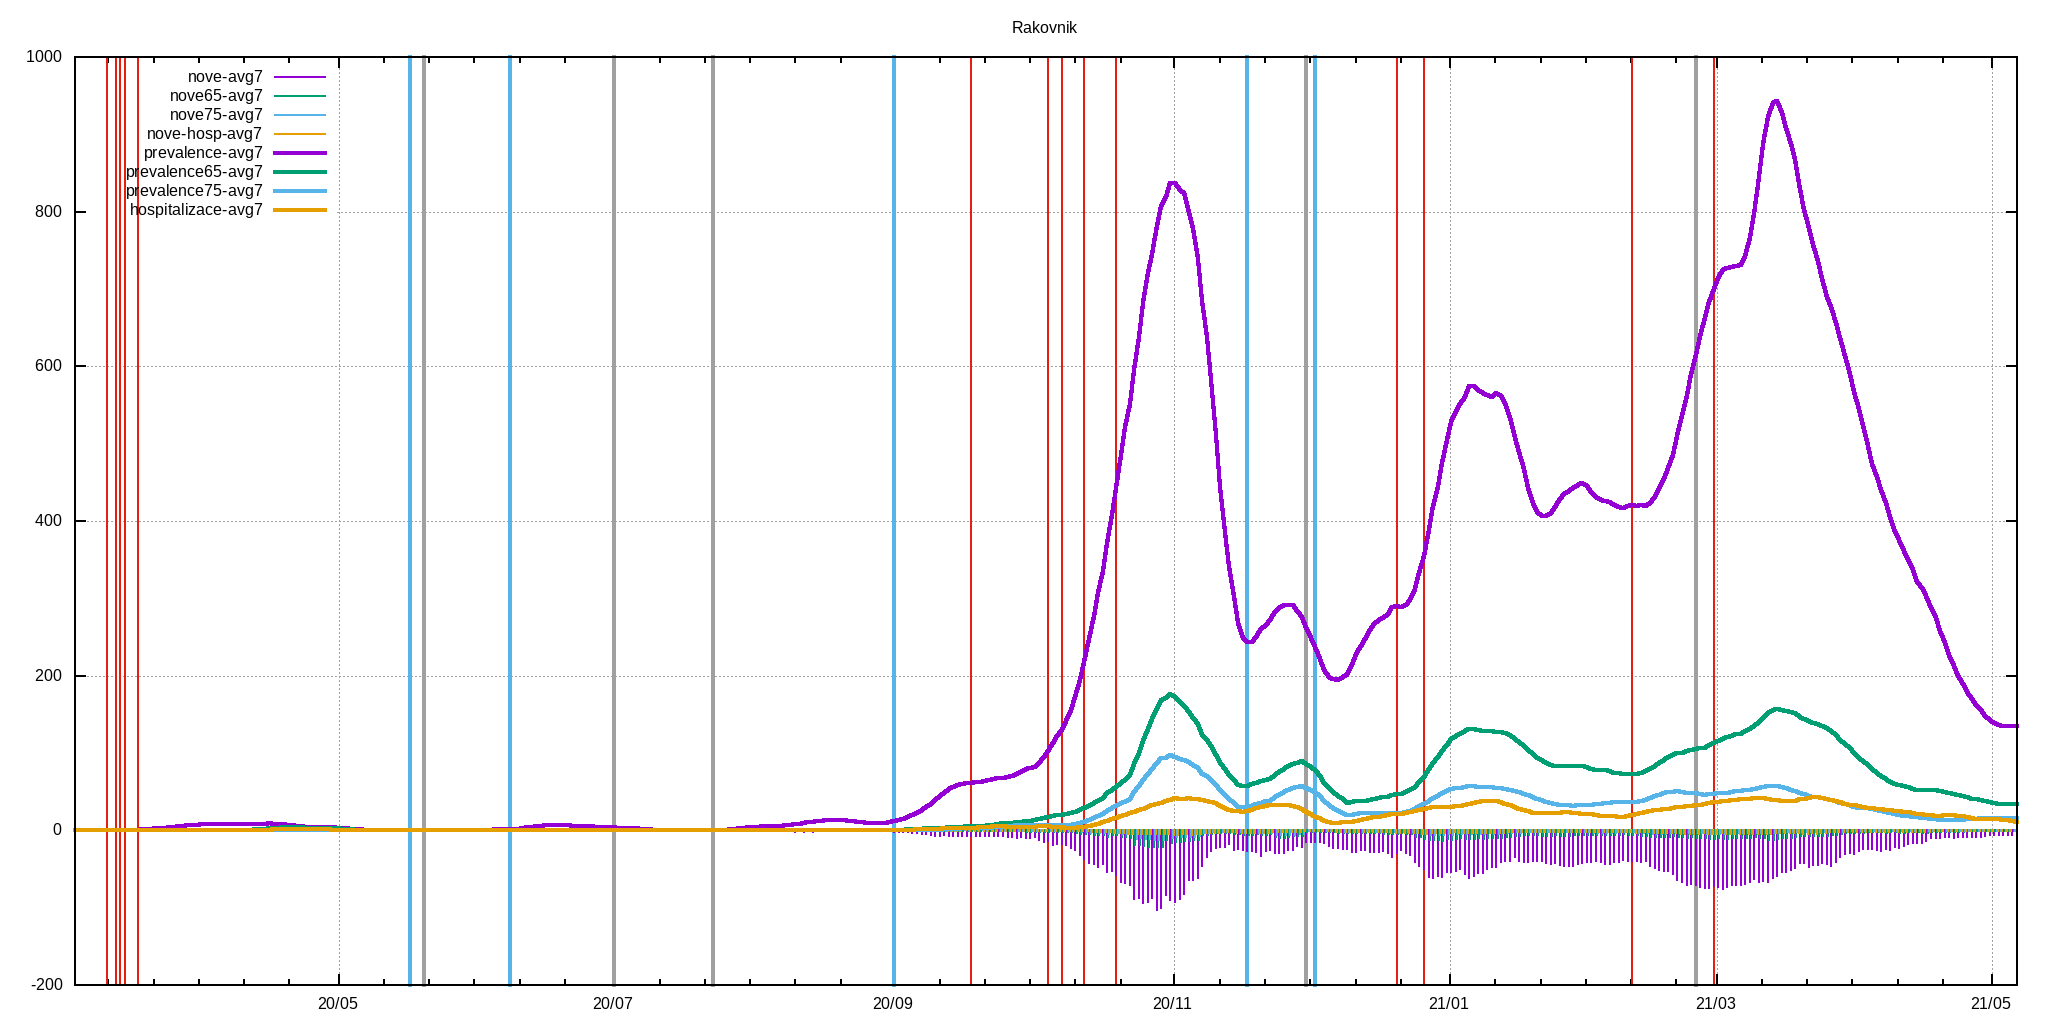 Rakovnik
1000
800
600
400
200
0
-200
nove-avg7
nove65-avg7
nove75-avg7
nove-hosp-avg7
prevalence-avg7
prevalence65-avg7
prevalence75-avg7
hospitalizace-avg7
20/05
20/07
20/09
20/11
21/01
21/03
21/05